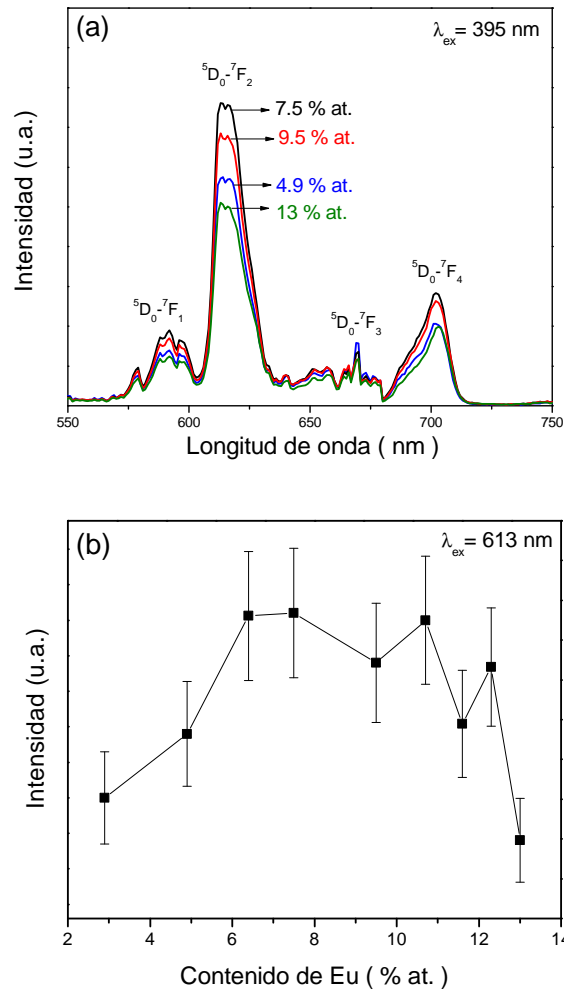 (a)
λex= 395 nm
⁵D₀-⁷F₂
7.5 % at.
9.5 % at.
4.9 % at.
13 % at.
⁵D₀-⁷F₁
⁵D₀-⁷F₃
⁵D₀-⁷F₄
Intensidad (u.a.)
550 600 650 700 750
Longitud de onda ( nm )
(b)
λex= 613 nm
Intensidad (u.a.)
2 4 6 8 10 12 14
Contenido de Eu ( % at. )